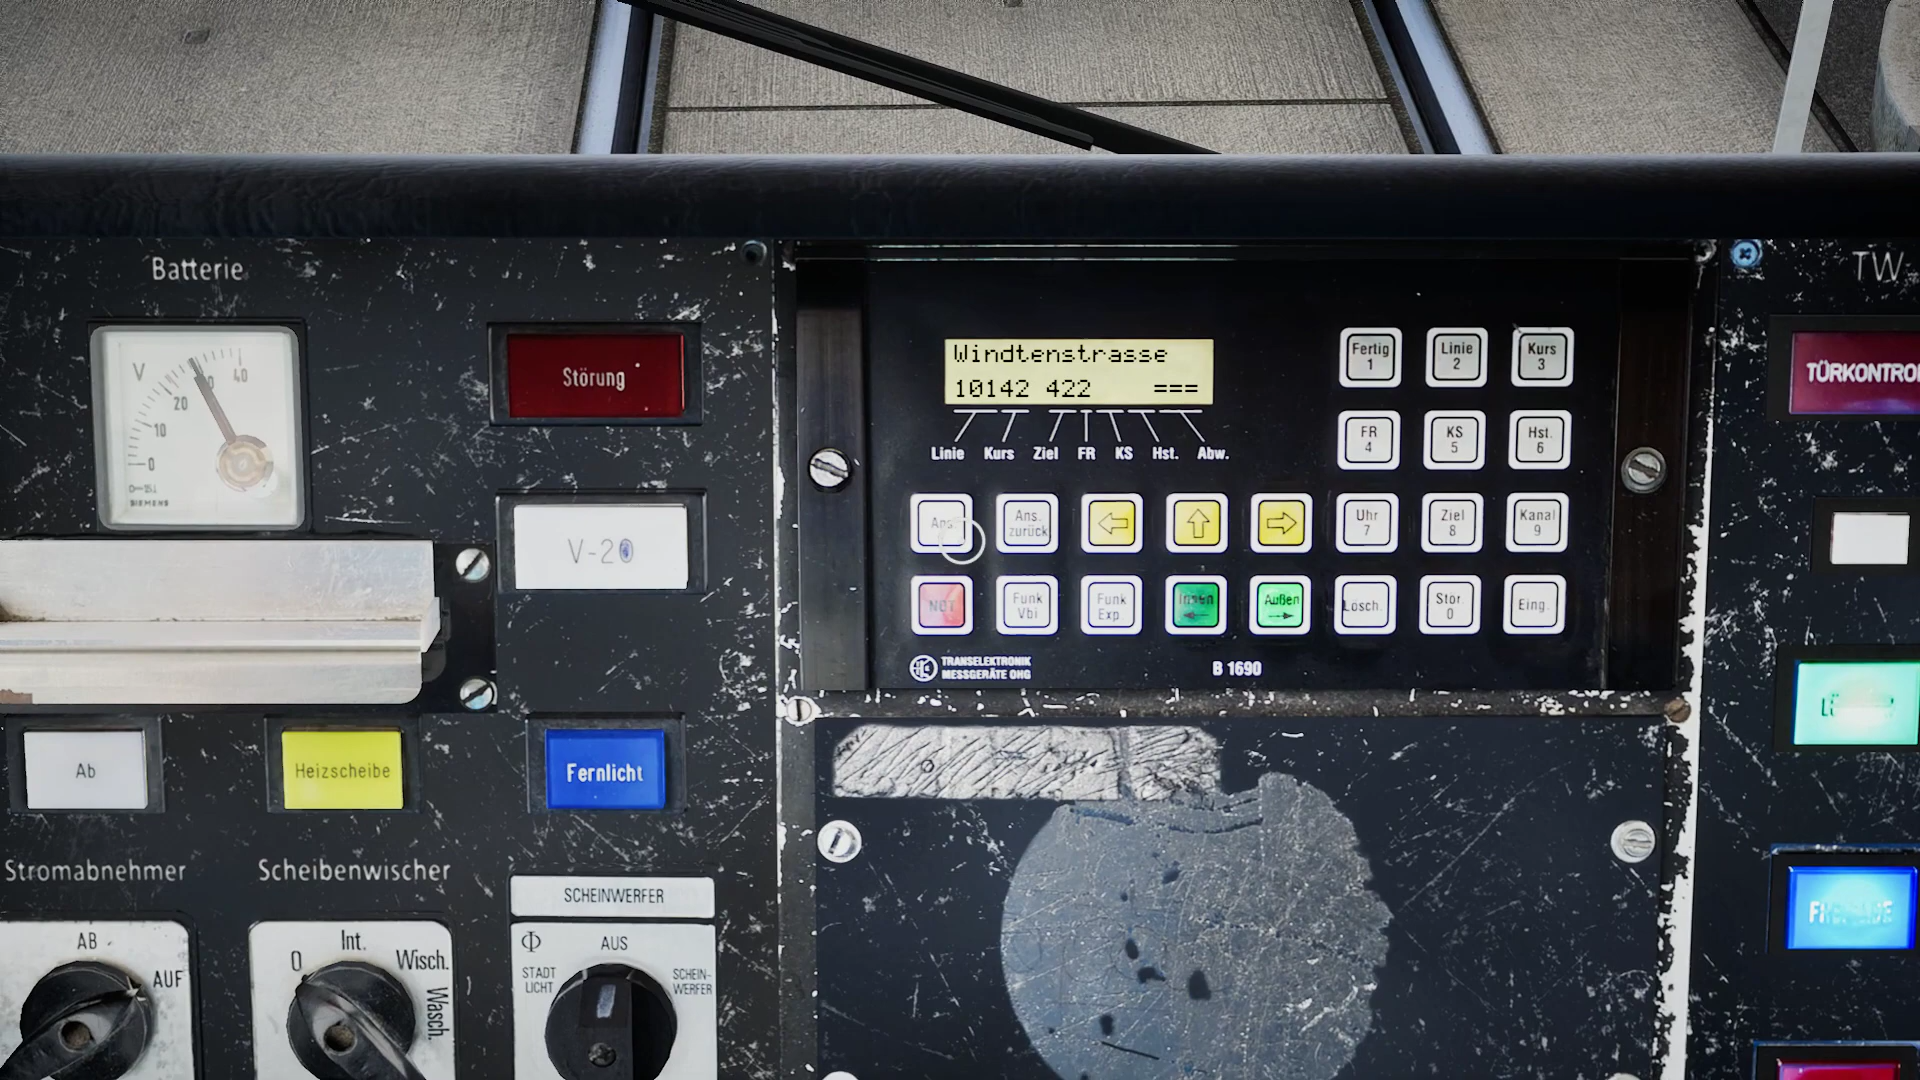 Batterie
TW-
V
40
20
10
0
SIEMENS
Störung
Windtenstrasse
10142 422 ===
Linie Kurs Ziel FR KS Hst. Abw.
Fertig
1
Linie
2
Kurs
3
FR
4
KS
5
Hst.
6
Ans.
zurück
Uhr
7
Ziel
8
Kanal
9
NOT
Funk
Vbi
Funk
Exp.
Innen
Außen
Lösch.
Stör.
0
Eing.
TRANSELEKTRONIK
MESSGERÄTE OHG
B 1690
TÜRKONTRO
V-20
Ab
Heizscheibe
Fernlicht
Stromabnehmer
Scheibenwischer
SCHEINWERFER
AB
AUF
0
Int.
Wisch.
Wasch.
AUS
STADT
LICHT
SCHEIN-
WERFER